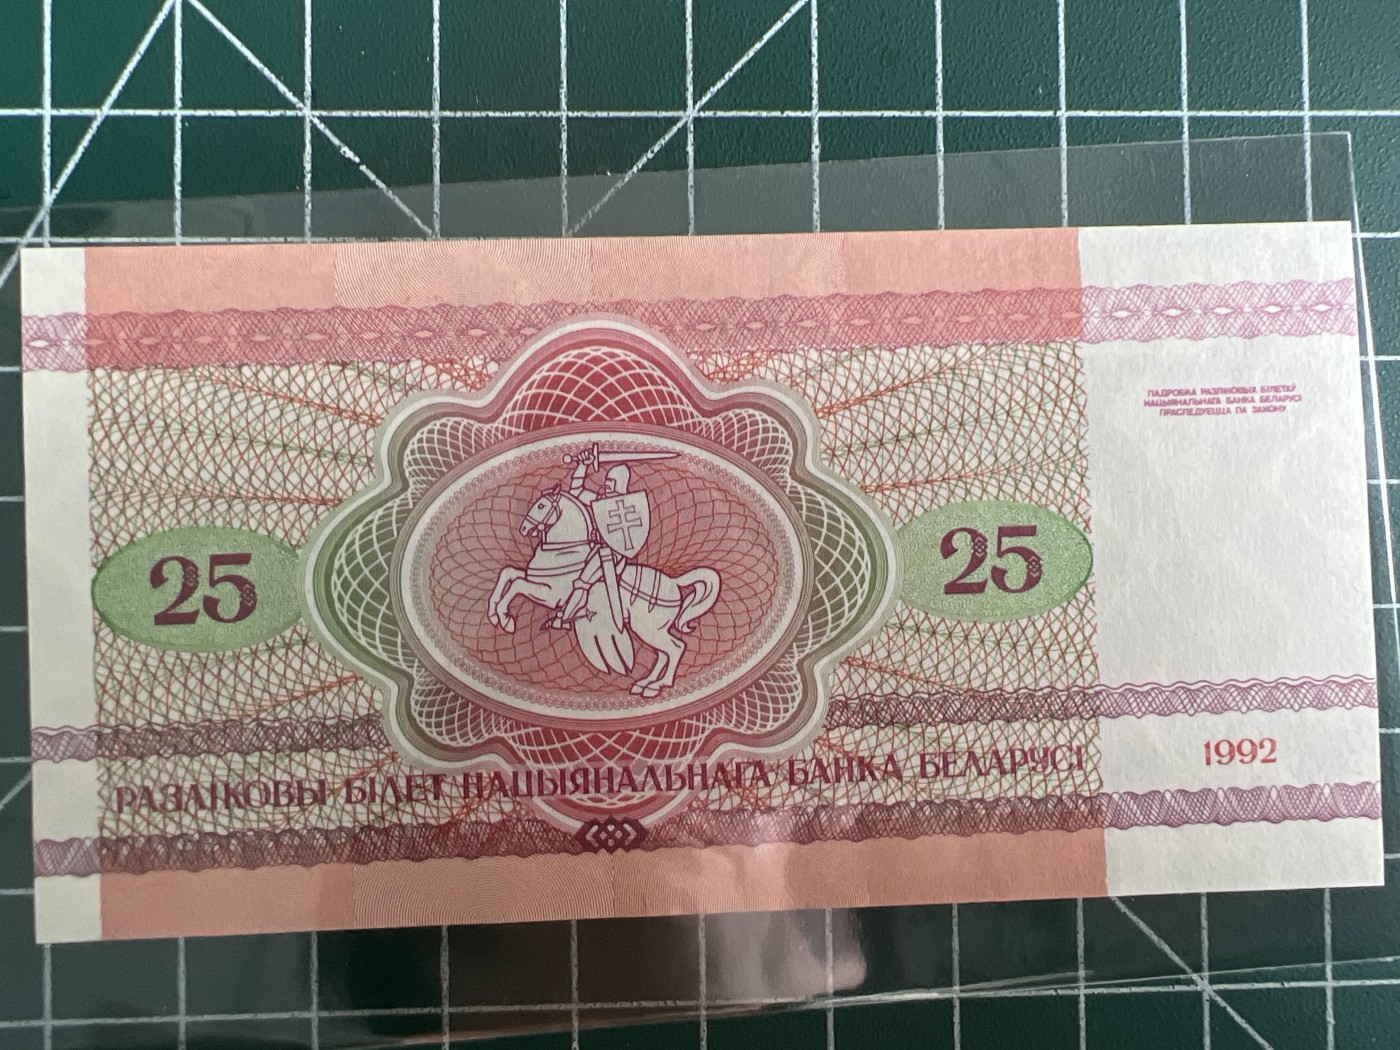 ПАДРОБКА РАЗЛІКОВЫХ БІЛЕТАЎ
НАЦЫЯНАЛЬНАГА БАНКА БЕЛАРУСІ
ПРАСЛЕДУЕЦЦА ПА ЗАКОНУ
25
25
1992
РАЗЛІКОВЫ БІЛЕТ НАЦЫЯНАЛЬНАГА БАНКА БЕЛАРУСІ